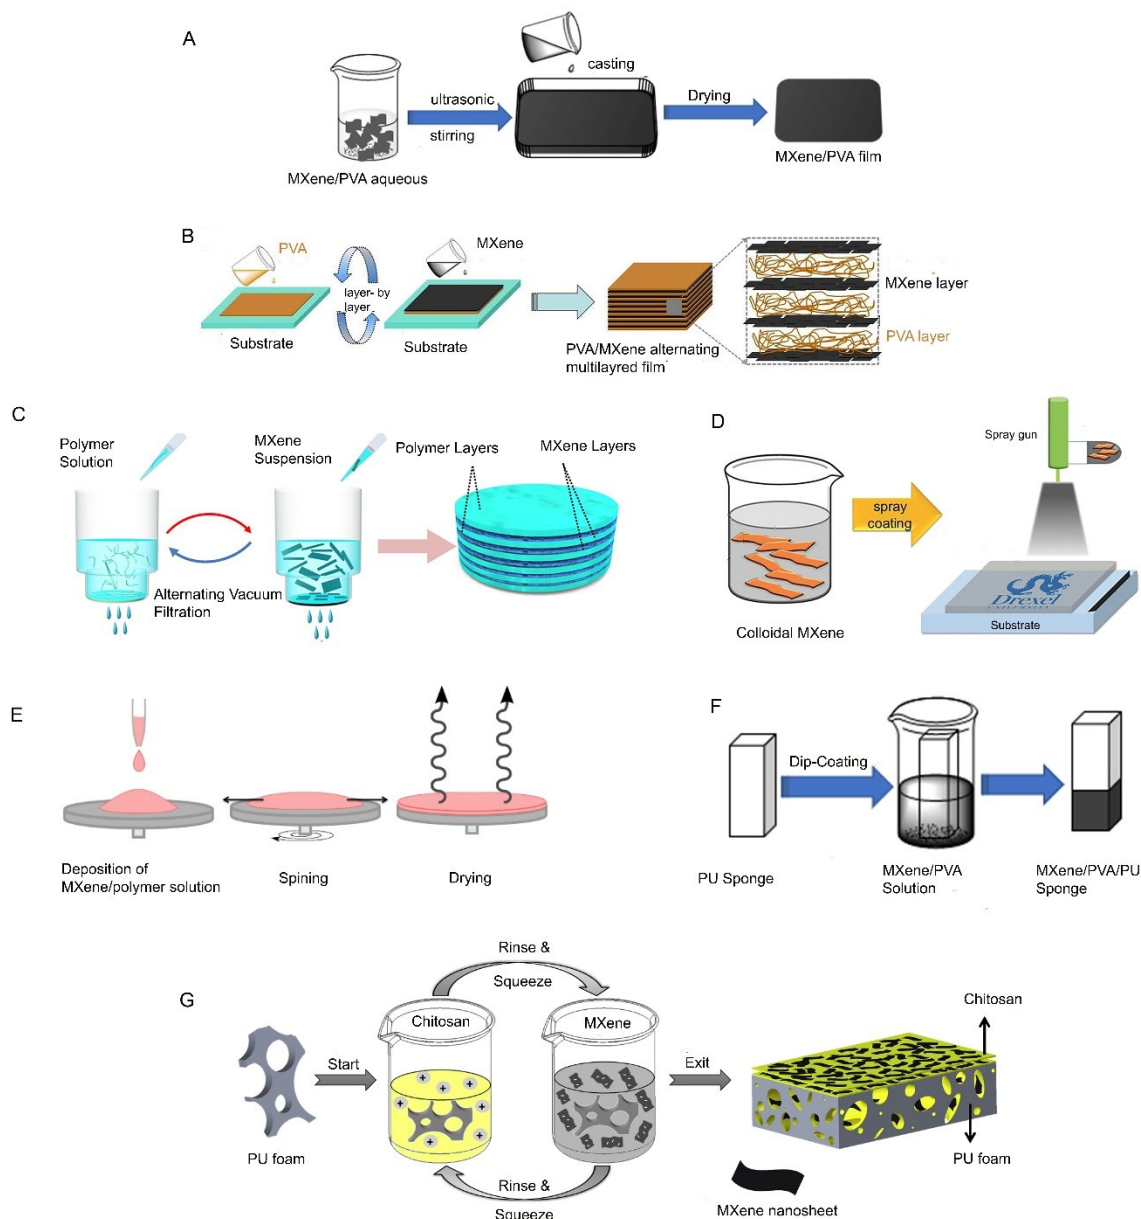 A
casting
ultrasonic
stirring
Drying
MXene/PVA aqueous
MXene/PVA film
B
PVA
MXene
layer- by
layer
Substrate
Substrate
PVA/MXene alternating
multilayred film
MXene layer
PVA layer
C
Polymer
Solution
MXene
Suspension
Polymer Layers
MXene Layers
Alternating Vacuum
Filtration
D
Spray gun
spray
coating
Colloidal MXene
Drexel
UNIVERSITY
Substrate
E
Deposition of
MXene/polymer solution
Spining
Drying
F
Dip-Coating
PU Sponge
MXene/PVA
Solution
MXene/PVA/PU
Sponge
G
Rinse &
Squeeze
Chitosan
MXene
Start
Exit
PU foam
Rinse &
Squeeze
Chitosan
PU foam
MXene nanosheet